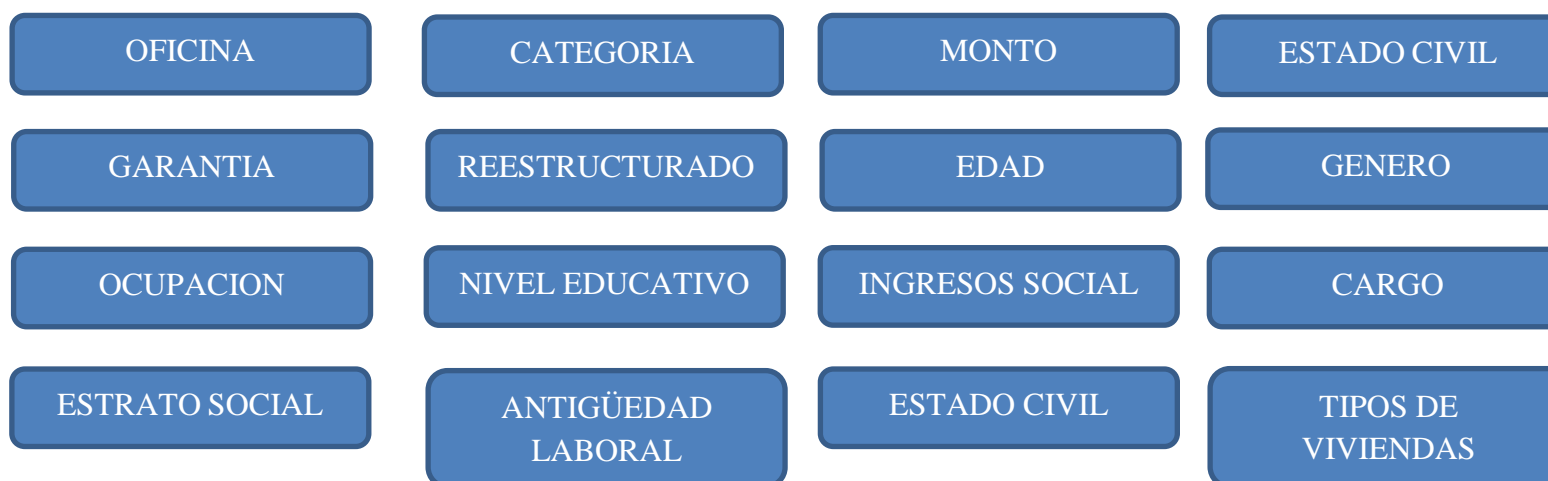 OFICINA
CATEGORIA
MONTO
ESTADO CIVIL
GARANTIA
REESTRUCTURADO
EDAD
GENERO
OCUPACION
NIVEL EDUCATIVO
INGRESOS SOCIAL
CARGO
ESTRATO SOCIAL
ANTIGÜEDAD
LABORAL
ESTADO CIVIL
TIPOS DE
VIVIENDAS